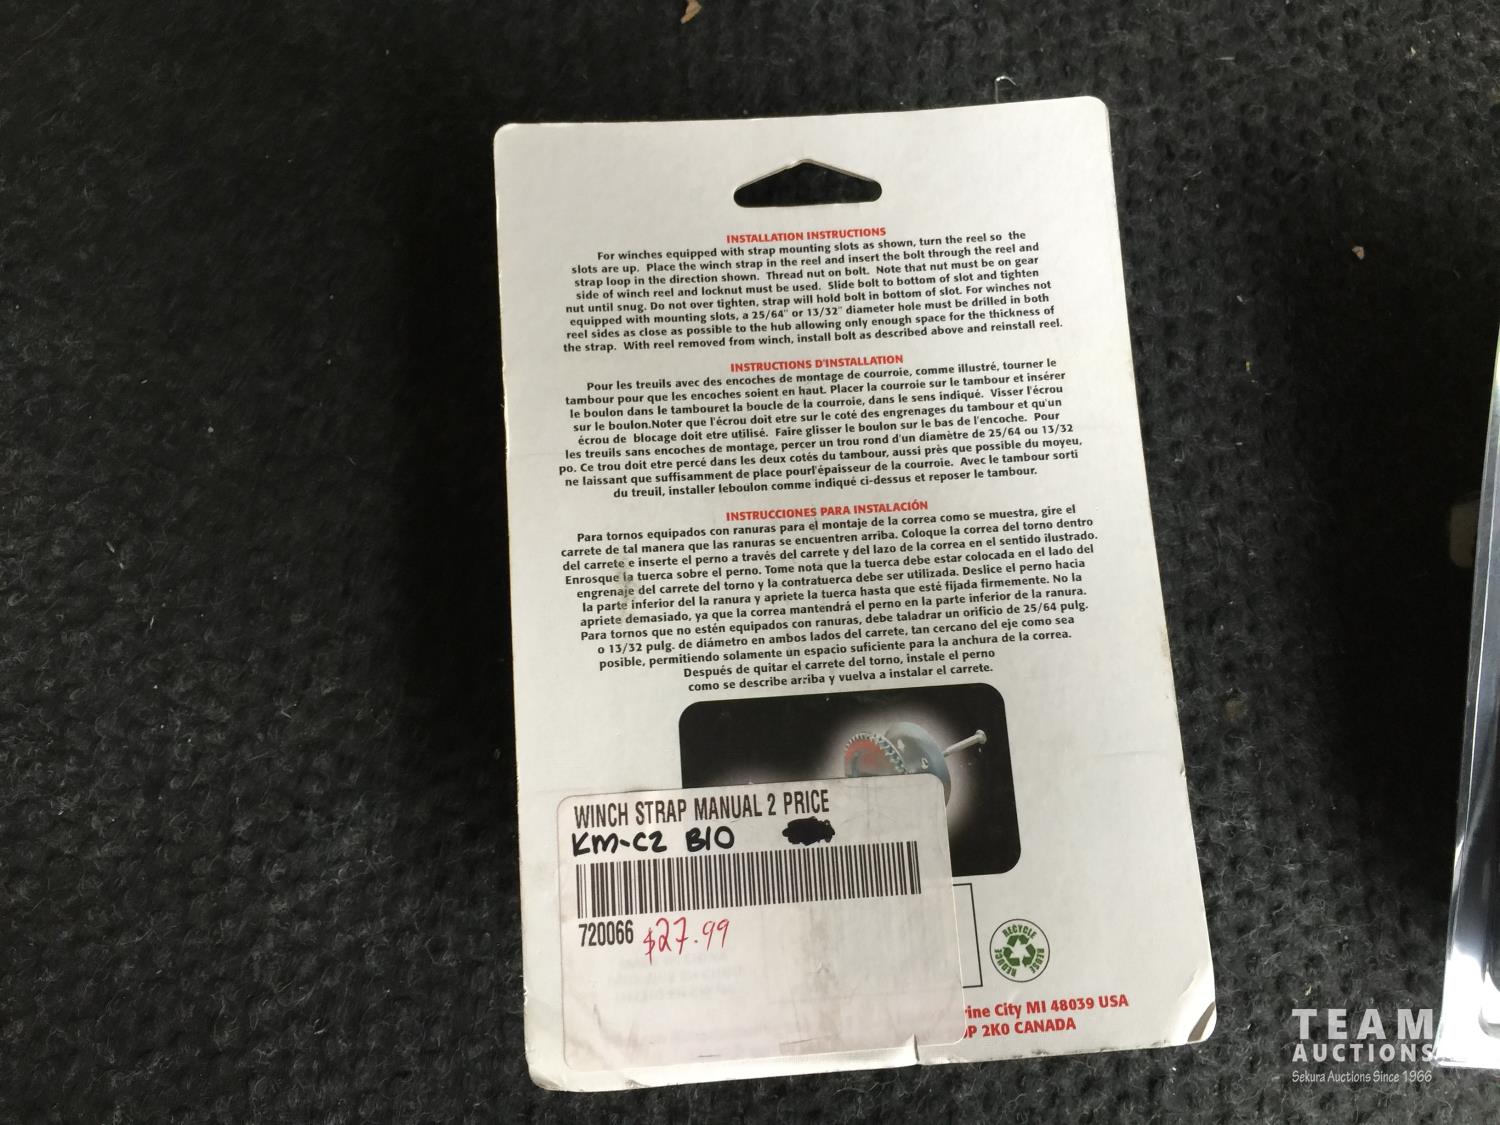 INSTALLATION INSTRUCTIONS
For winches equipped with strap mounting slots as shown, turn the reel so the
slots are up. Place the winch strap in the reel and insert the bolt through the reel and
strap loop in the direction shown. Thread nut on bolt. Note that nut must be on gear
side of winch reel and locknut must be used. Slide bolt to bottom of slot and tighten
nut until snug. Do not over tighten, strap will hold bolt in bottom of slot. For winches not
equipped with mounting slots, a 25/64" or 13/32" diameter hole must be drilled in both
reel sides as close as possible to the hub allowing only enough space for the thickness of
the strap. With reel removed from winch, install bolt as described above and reinstall reel.
INSTRUCTIONS D'INSTALLATION
Pour les treuils avec des encoches de montage de courroie, comme illustré, tourner le
tambour pour que les encoches soient en haut. Placer la courroie sur le tambour et insérer
le boulon dans le tambouret la boucle de la courroie, dans le sens indiqué. Visser l'écrou
sur le boulon.Noter que l'écrou doit etre sur le coté des engrenages du tambour et qu'un
écrou de blocage doit etre utilisé. Faire glisser le boulon sur le bas de l'encoche. Pour
les treuils sans encoches de montage, percer un trou rond d'un diamètre de 25/64 ou 13/32
po. Ce trou doit etre percé dans les deux cotés du tambour, aussi près que possible du moyeu,
ne laissant que suffisamment de place pourl'épaisseur de la courroie. Avec le tambour sorti
du treuil, installer leboulon comme indiqué ci-dessus et reposer le tambour.
INSTRUCCIONES PARA INSTALACIÓN
Para tornos equipados con ranuras para el montaje de la correa como se muestra, gire el
carrete de tal manera que las ranuras se encuentren arriba. Coloque la correa del torno dentro
del carrete e inserte el perno a través del carrete y del lazo de la correa en el sentido ilustrado.
Enrosque la tuerca sobre el perno. Tome nota que la tuerca debe estar colocada en el lado del
engrenaje del carrete del torno y la contratuerca debe ser utilizada. Deslice el perno hacia
la parte inferior del la ranura y apriete la tuerca hasta que esté fijada firmemente. No la
apriete demasiado, ya que la correa mantendrá el perno en la parte inferior de la ranura.
Para tornos que no estén equipados con ranuras, debe taladrar un orificio de 25/64 pulg.
o 13/32 pulg. de diámetro en ambos lados del carrete, tan cercano del eje como sea
posible, permitiendo solamente un espacio suficiente para la anchura de la correa.
Después de quitar el carrete del torno, instale el perno
como se describe arriba y vuelva a instalar el carrete.
WINCH STRAP MANUAL 2 PRICE
KM-C2 B10
720066 $27.99
RECYCLE
REDUCE REUSE
rine City MI 48039 USA
P 2K0 CANADA
TEAM
AUCTIONS
Sekura Auctions Since 1966